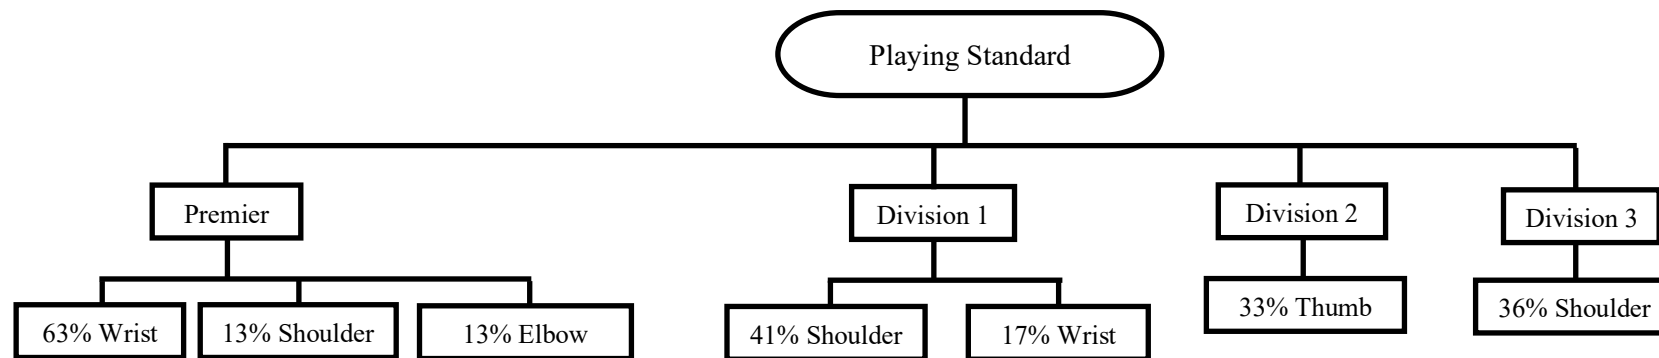 Playing Standard
Premier
Division 1
Division 2
Division 3
63% Wrist
13% Shoulder
13% Elbow
41% Shoulder
17% Wrist
33% Thumb
36% Shoulder